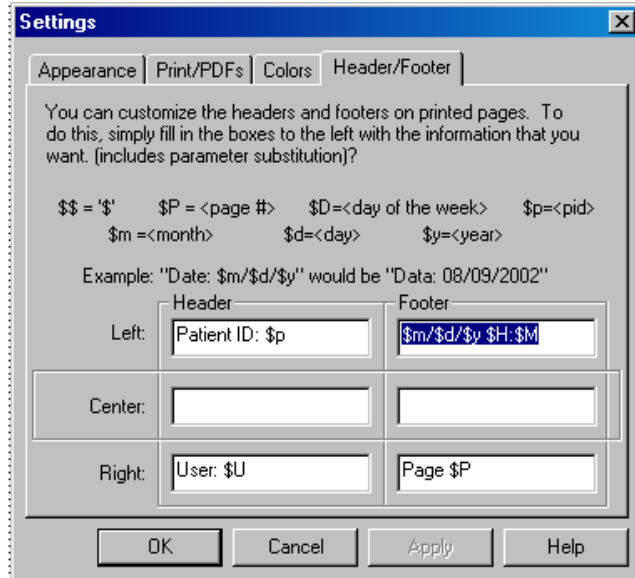 Settings
Appearance Print/PDFs Colors Header/Footer
You can customize the headers and footers on printed pages. To
do this, simply fill in the boxes to the left with the information that you
want. (includes parameter substitution)?
$$ = '$' $P = <page #> $D=<day of the week> $p=<pid>
$m =<month> $d=<day> $y=<year>
Example: "Date: $m/$d/$y" would be "Data: 08/09/2002"
Header Footer
Left: Patient ID: $p $m/$d/$y $H:$M
Center:
Right: User: $U Page $P
OK Cancel Apply Help